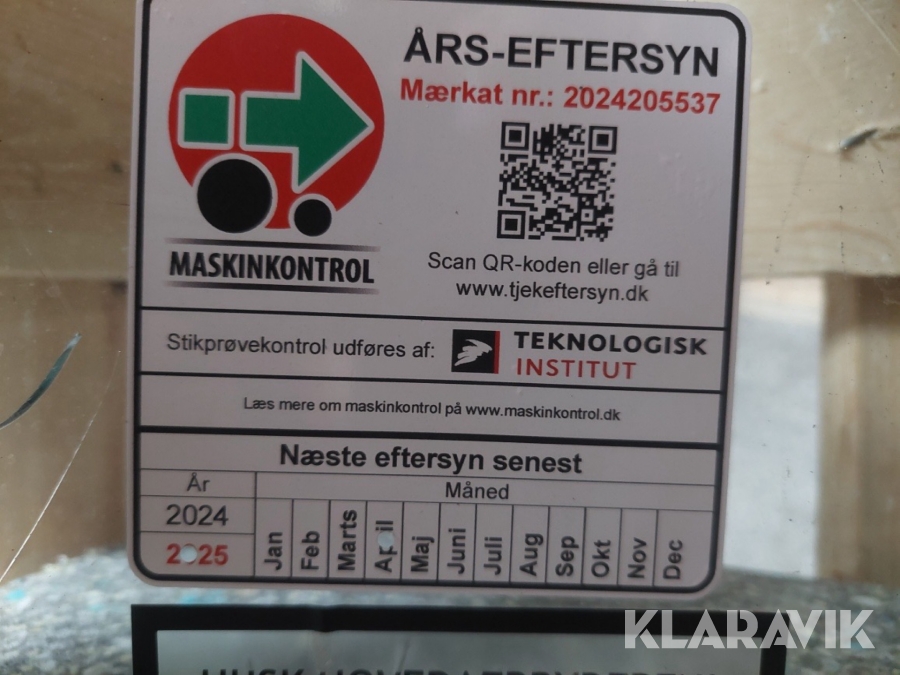 ÅRS-EFTERSYN
Mærkat nr.: 2024205537
MASKINKONTROL
Scan QR-koden eller gå til
www.tjekeftersyn.dk
Stikprøvekontrol udføres af:
TEKNOLOGISK
INSTITUT
Læs mere om maskinkontrol på www.maskinkontrol.dk
Næste eftersyn senest
År
Måned
2024
2025
Jan
Feb
Marts
April
Maj
Juni
Juli
Aug
Sep
Okt
Nov
Dec
KLARAVIK
HUSK